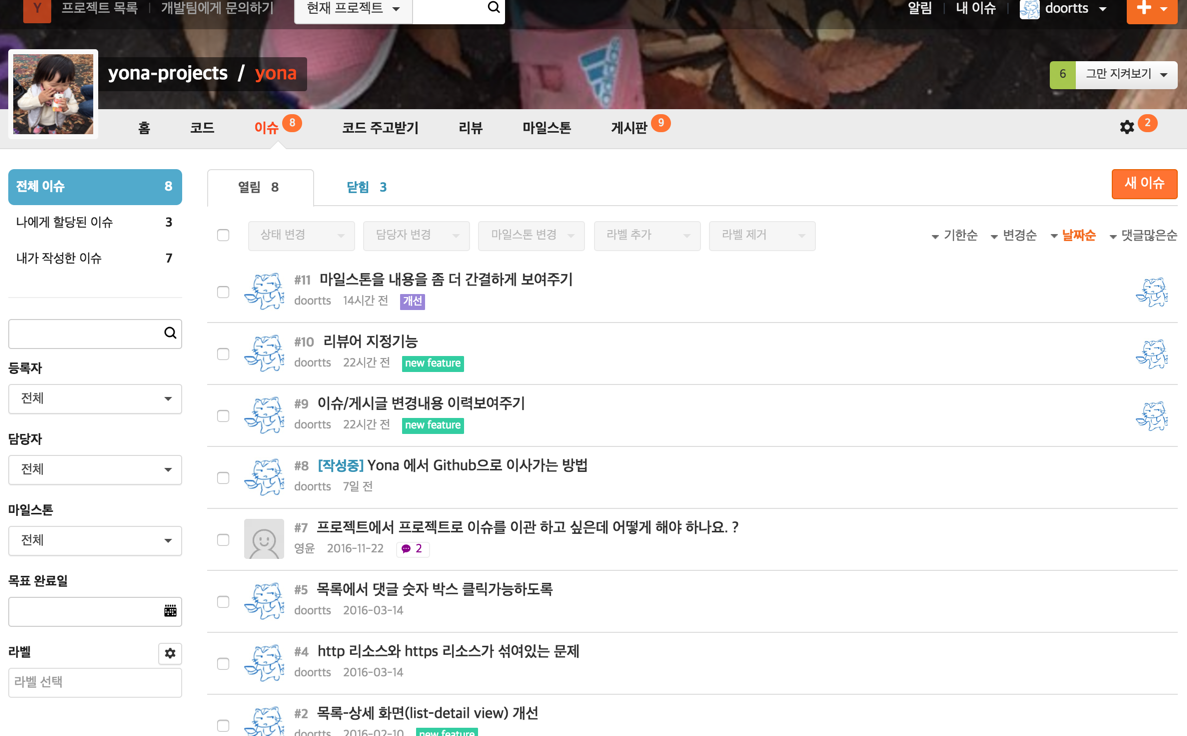 Y 프로젝트 목록 개발팀에게 문의하기 현재 프로젝트 알림 내 이슈 doortts
yona-projects / yona
6 그만 지켜보기
홈 코드 이슈 8 코드 주고받기 리뷰 마일스톤 게시판 9 2
전체 이슈 8
나에게 할당된 이슈 3
내가 작성한 이슈 7
등록자
전체
담당자
전체
마일스톤
전체
목표 완료일
라벨
라벨 선택
열림 8 닫힘 3 새 이슈
상태 변경 담당자 변경 마일스톤 변경 라벨 추가 라벨 제거 기한순 변경순 날짜순 댓글많은순
#11 마일스톤을 내용을 좀 더 간결하게 보여주기
doortts 14시간 전 개선
#10 리뷰어 지정기능
doortts 22시간 전 new feature
#9 이슈/게시글 변경내용 이력보여주기
doortts 22시간 전 new feature
#8 [작성중] Yona 에서 Github으로 이사가는 방법
doortts 7일 전
#7 프로젝트에서 프로젝트로 이슈를 이관 하고 싶은데 어떻게 해야 하나요. ?
영윤 2016-11-22 2
#5 목록에서 댓글 숫자 박스 클릭가능하도록
doortts 2016-03-14
#4 http 리소스와 https 리소스가 섞여있는 문제
doortts 2016-03-14
#2 목록-상세 화면(list-detail view) 개선
doortts 2016-02-10 new feature